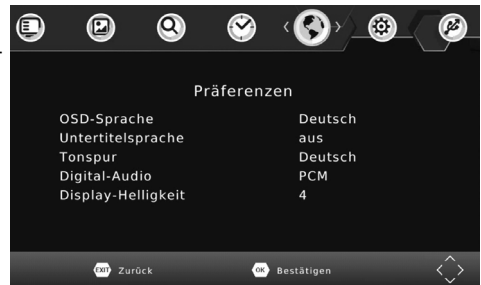 Präferenzen
OSD-Sprache Deutsch
Untertitelsprache aus
Tonspur Deutsch
Digital-Audio PCM
Display-Helligkeit 4
EXIT Zurück OK Bestätigen